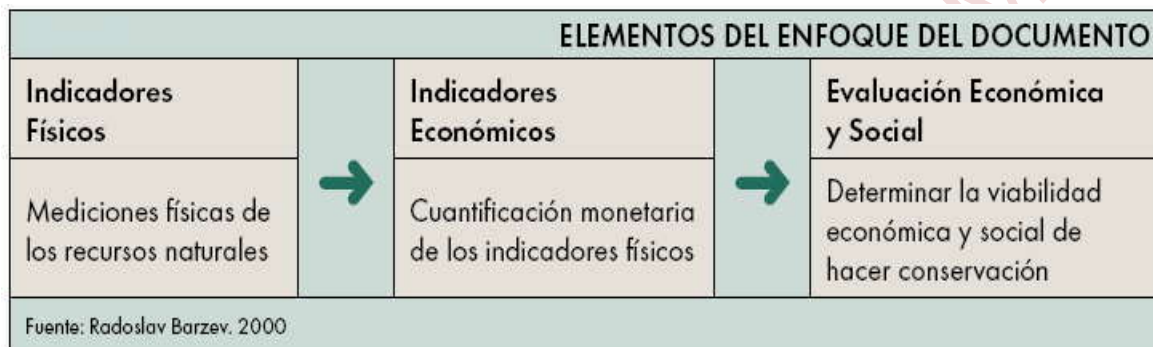 ELEMENTOS DEL ENFOQUE DEL DOCUMENTO
Indicadores
Físicos
Mediciones físicas de
los recursos naturales
Indicadores
Económicos
Cuantificación monetaria
de los indicadores físicos
Evaluación Económica
y Social
Determinar la viabilidad
económica y social de
hacer conservación
Fuente: Radoslav Barzev. 2000